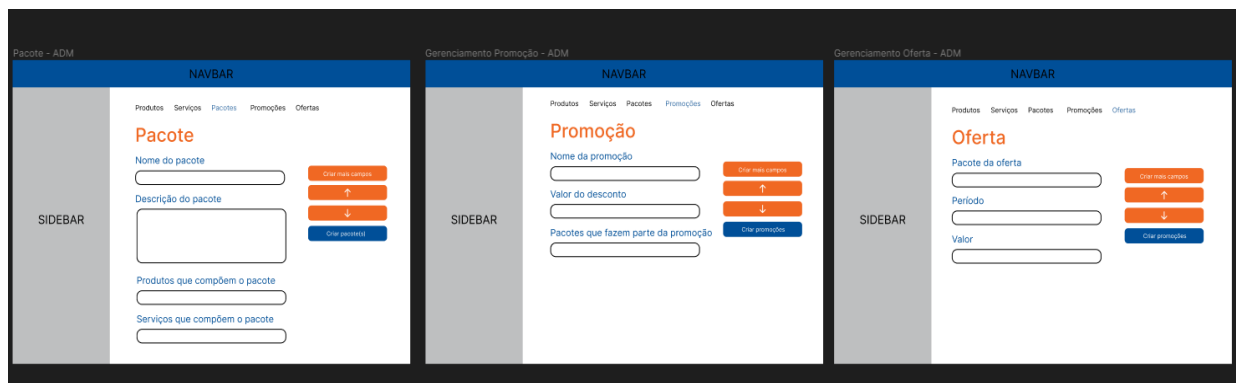 Pacote - ADM
NAVBAR
Produtos Serviços Pacotes Promoções Ofertas
Pacote
Nome do pacote
Criar mais campos
Descrição do pacote
Criar pacote(s)
SIDEBAR
Produtos que compõem o pacote
Serviços que compõem o pacote
Gerenciamento Promoção - ADM
NAVBAR
Produtos Serviços Pacotes Promoções Ofertas
Promoção
Nome da promoção
Criar mais campos
Valor do desconto
SIDEBAR
Pacotes que fazem parte da promoção
Criar promoções
Gerenciamento Oferta - ADM
NAVBAR
Produtos Serviços Pacotes Promoções Ofertas
Oferta
Pacote da oferta
Criar mais campos
Período
SIDEBAR
Valor
Criar promoções